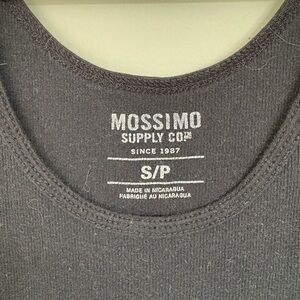 MOSSIMO
SUPPLY CO.™
SINCE 1987
S/P
MADE IN NICARAGUA
FABRIQUÉ AU NICARAGUA